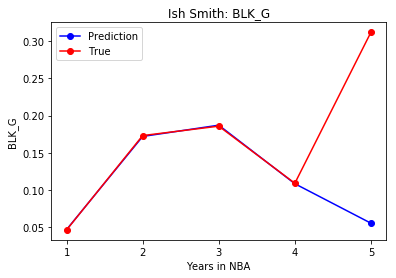 Ish Smith: BLK_G
Prediction
True
BLK_G
0.30
0.25
0.20
0.15
0.10
0.05
1 2 3 4 5
Years in NBA